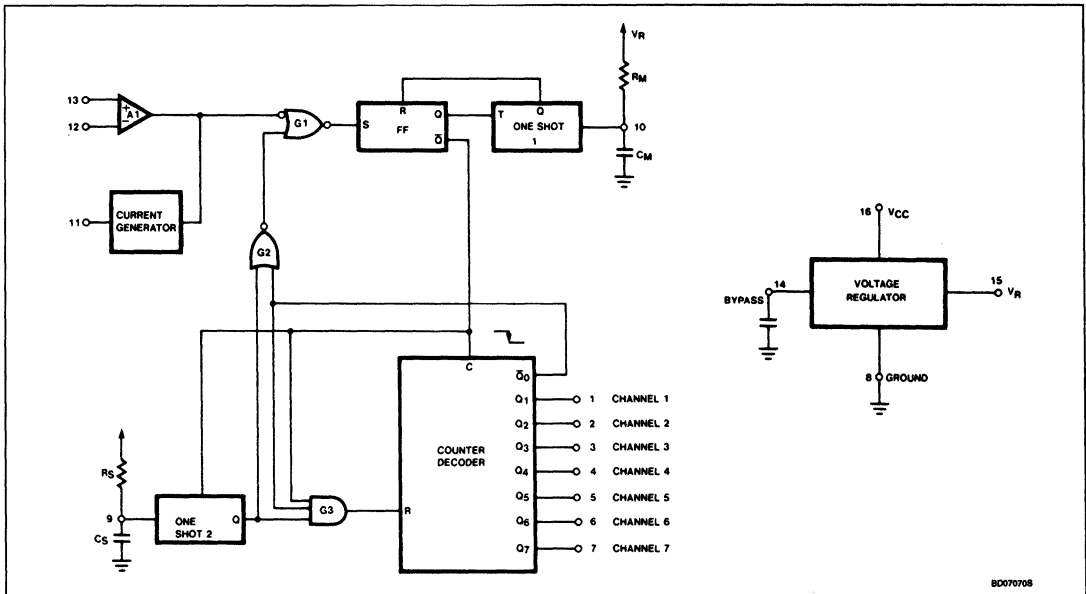 VR
RM
13
+
A1
12
−
G1
R
Q
S
Q
FF
Q̅
T
Q
ONE SHOT
1
10
CM
11
CURRENT
GENERATOR
G2
16
VCC
14
BYPASS
VOLTAGE
REGULATOR
15
VR
8
GROUND
C
Q̅0
Q1
1
CHANNEL 1
Q2
2
CHANNEL 2
Q3
3
CHANNEL 3
COUNTER
DECODER
Q4
4
CHANNEL 4
Q5
5
CHANNEL 5
Q6
6
CHANNEL 6
Q7
7
CHANNEL 7
RS
9
CS
ONE
SHOT 2
Q
G3
R
BD07070S